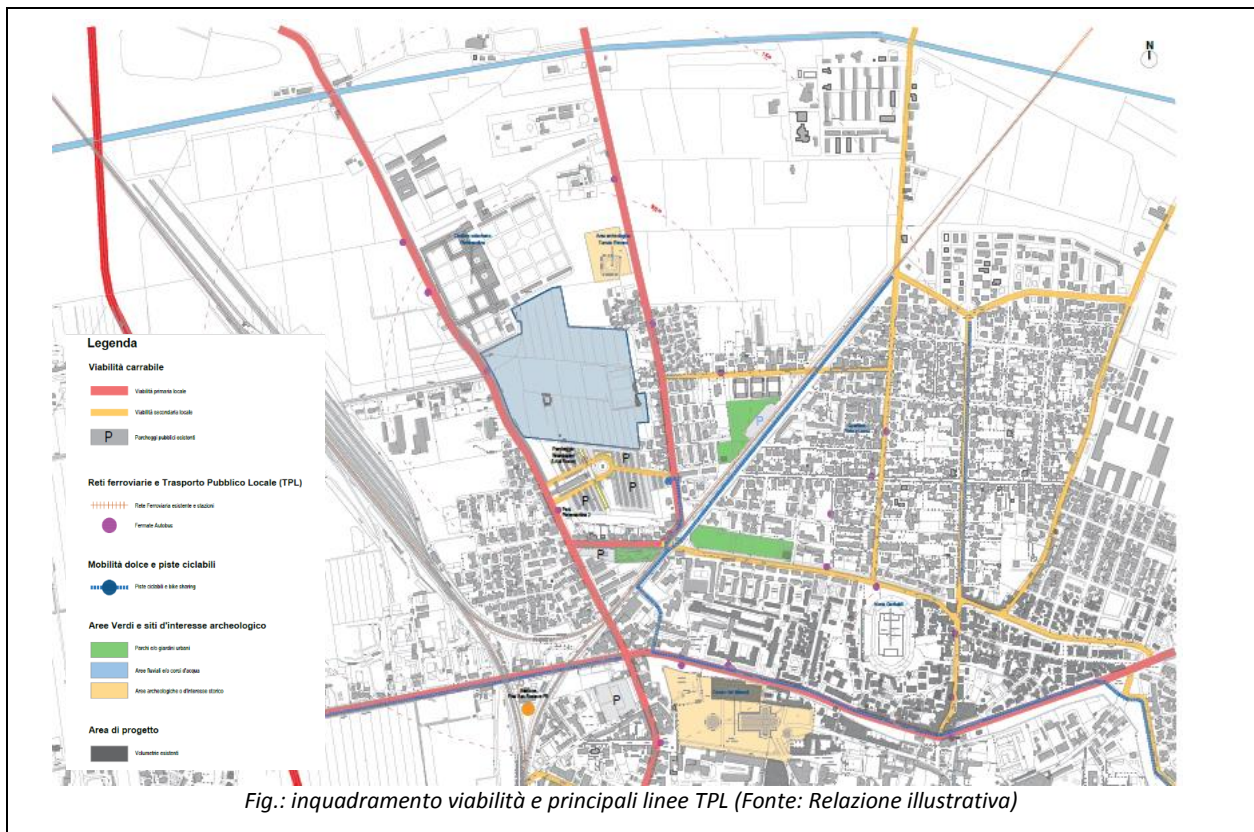 N
Legenda
Viabilità carrabile
Viabilità primaria locale
Viabilità secondaria locale
P
Parcheggi pubblici esistenti
Reti ferroviarie e Trasporto Pubblico Locale (TPL)
Rete Ferroviaria esistente e stazioni
Fermate Autobus
Mobilità dolce e piste ciclabili
Piste ciclabili e bike sharing
Aree Verdi e siti d'interesse archeologico
Parchi e/o giardini urbani
Aree fluviali e/o corsi d'acqua
Aree archeologiche o d'interesse storico
Area di progetto
Volumetrie esistenti
P
P
P
P
P
P
Fig.: inquadramento viabilità e principali linee TPL (Fonte: Relazione illustrativa)